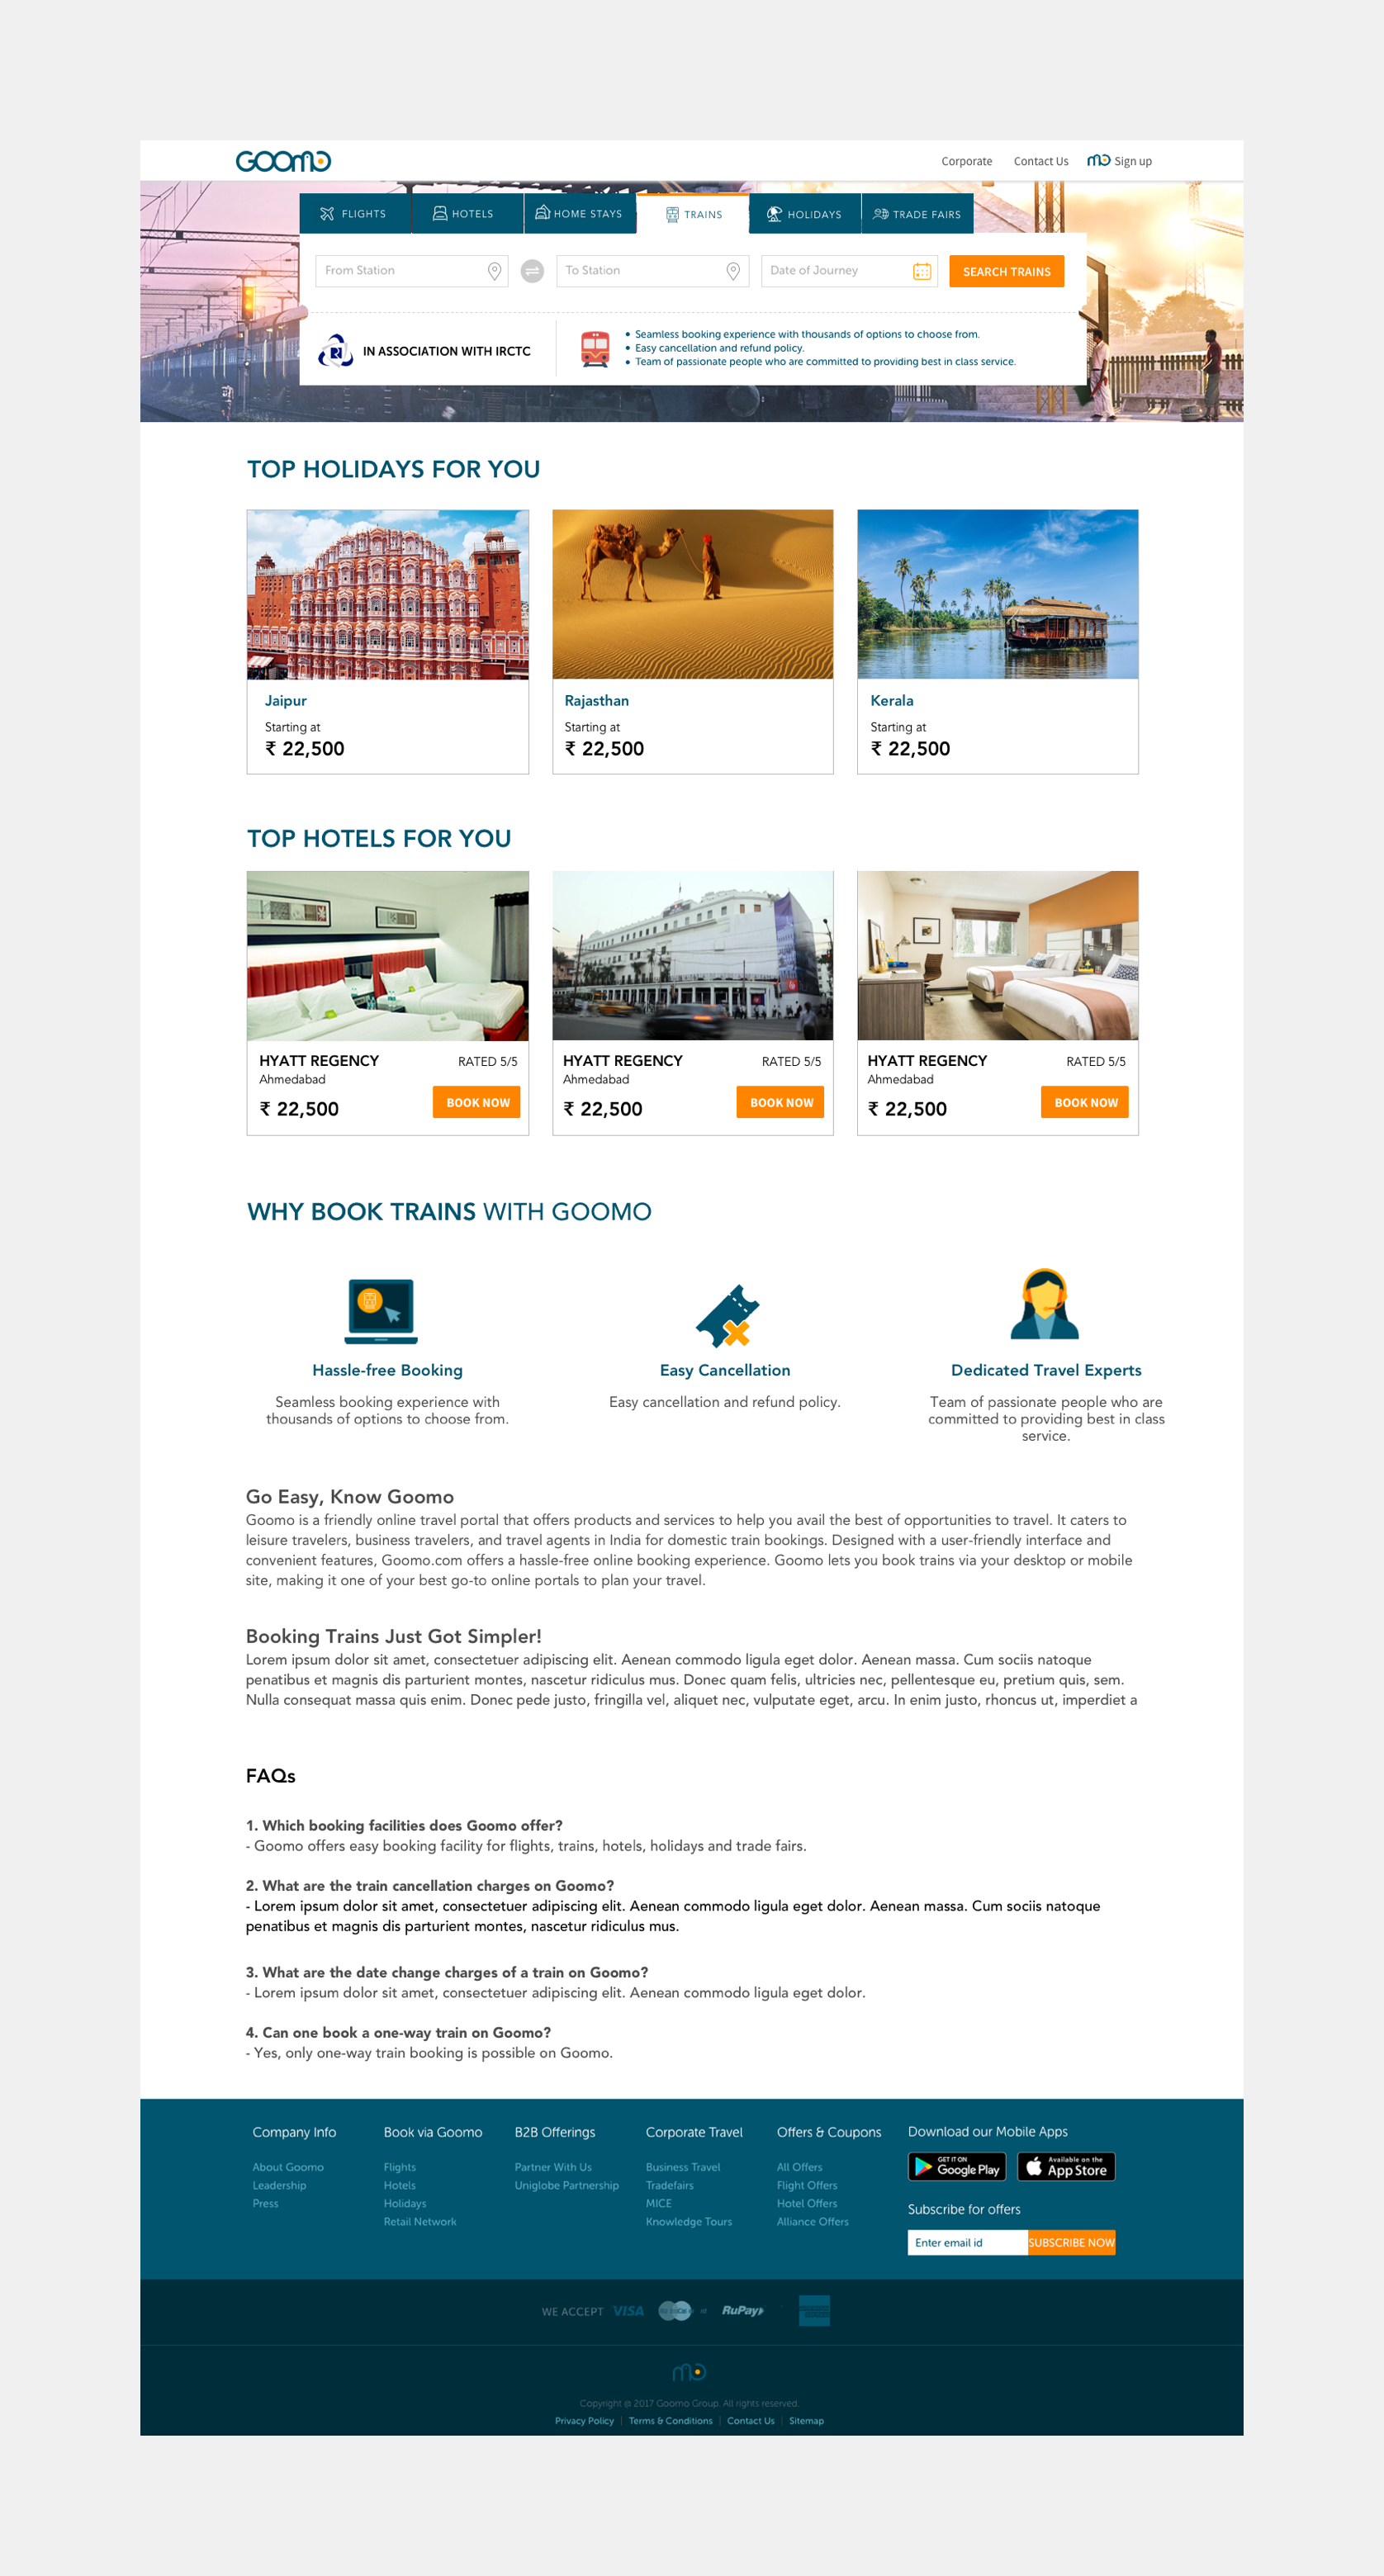 GOOMO
Corporate
Contact Us
mo Sign up
FLIGHTS
HOTELS
HOME STAYS
TRAINS
HOLIDAYS
TRADE FAIRS
From Station
To Station
Date of Journey
SEARCH TRAINS
IN ASSOCIATION WITH IRCTC
• Seamless booking experience with thousands of options to choose from.
• Easy cancellation and refund policy.
• Team of passionate people who are committed to providing best in class service.
TOP HOLIDAYS FOR YOU
Jaipur
Starting at
₹ 22,500
Rajasthan
Starting at
₹ 22,500
Kerala
Starting at
₹ 22,500
TOP HOTELS FOR YOU
HYATT REGENCY
RATED 5/5
Ahmedabad
₹ 22,500
BOOK NOW
HYATT REGENCY
RATED 5/5
Ahmedabad
₹ 22,500
BOOK NOW
HYATT REGENCY
RATED 5/5
Ahmedabad
₹ 22,500
BOOK NOW
WHY BOOK TRAINS WITH GOOMO
Hassle-free Booking
Seamless booking experience with
thousands of options to choose from.
Easy Cancellation
Easy cancellation and refund policy.
Dedicated Travel Experts
Team of passionate people who are
committed to providing best in class
service.
Go Easy, Know Goomo
Goomo is a friendly online travel portal that offers products and services to help you avail the best of opportunities to travel. It caters to
leisure travelers, business travelers, and travel agents in India for domestic train bookings. Designed with a user-friendly interface and
convenient features, Goomo.com offers a hassle-free online booking experience. Goomo lets you book trains via your desktop or mobile
site, making it one of your best go-to online portals to plan your travel.
Booking Trains Just Got Simpler!
Lorem ipsum dolor sit amet, consectetuer adipiscing elit. Aenean commodo ligula eget dolor. Aenean massa. Cum sociis natoque
penatibus et magnis dis parturient montes, nascetur ridiculus mus. Donec quam felis, ultricies nec, pellentesque eu, pretium quis, sem.
Nulla consequat massa quis enim. Donec pede justo, fringilla vel, aliquet nec, vulputate eget, arcu. In enim justo, rhoncus ut, imperdiet a
FAQs
1. Which booking facilities does Goomo offer?
- Goomo offers easy booking facility for flights, trains, hotels, holidays and trade fairs.
2. What are the train cancellation charges on Goomo?
- Lorem ipsum dolor sit amet, consectetuer adipiscing elit. Aenean commodo ligula eget dolor. Aenean massa. Cum sociis natoque
penatibus et magnis dis parturient montes, nascetur ridiculus mus.
3. What are the date change charges of a train on Goomo?
- Lorem ipsum dolor sit amet, consectetuer adipiscing elit. Aenean commodo ligula eget dolor.
4. Can one book a one-way train on Goomo?
- Yes, only one-way train booking is possible on Goomo.
Company Info
About Goomo
Leadership
Press
Book via Goomo
Flights
Hotels
Holidays
Retail Network
B2B Offerings
Partner With Us
Uniglobe Partnership
Corporate Travel
Business Travel
Tradefairs
MICE
Knowledge Tours
Offers & Coupons
All Offers
Flight Offers
Hotel Offers
Alliance Offers
Download our Mobile Apps
GET IT ON
Google Play
Available on the
App Store
Subscribe for offers
Enter email id
SUBSCRIBE NOW
WE ACCEPT
VISA
RuPay
mo
Copyright @ 2017 Goomo Group. All rights reserved.
Privacy Policy | Terms & Conditions | Contact Us | Sitemap